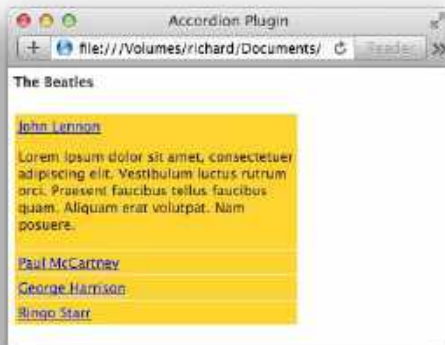 Accordion Plugin
+ file:///Volumes/richard/Documents/ Reader
The Beatles
John Lennon
Lorem ipsum dolor sit amet, consectetuer
adipiscing elit. Vestibulum luctus rutrum
orci. Praesent faucibus tellus faucibus
quam. Aliquam erat volutpat. Nam
posuere.
Paul McCartney
George Harrison
Ringo Starr